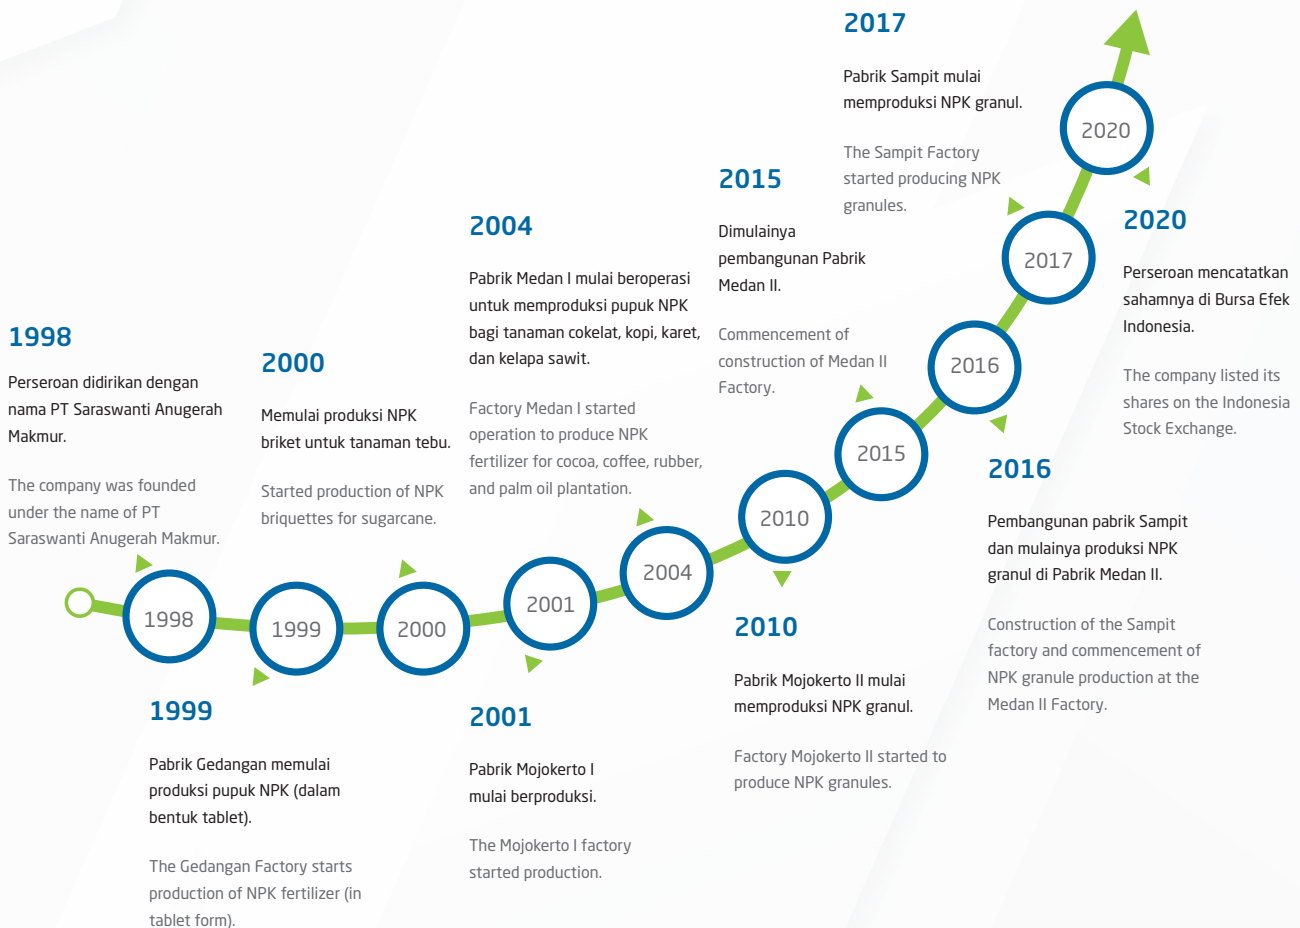 1998
Perseroan didirikan dengan
nama PT Saraswanti Anugerah
Makmur.
The company was founded
under the name of PT
Saraswanti Anugerah Makmur.
1998
1999
Pabrik Gedangan memulai
produksi pupuk NPK (dalam
bentuk tablet).
The Gedangan Factory starts
production of NPK fertilizer (in
tablet form).
1999
2000
Memulai produksi NPK
briket untuk tanaman tebu.
Started production of NPK
briquettes for sugarcane.
2000
2001
Pabrik Mojokerto I
mulai berproduksi.
The Mojokerto I factory
started production.
2001
2004
Pabrik Medan I mulai beroperasi
untuk memproduksi pupuk NPK
bagi tanaman cokelat, kopi, karet,
dan kelapa sawit.
Factory Medan I started
operation to produce NPK
fertilizer for cocoa, coffee, rubber,
and palm oil plantation.
2004
2010
Pabrik Mojokerto II mulai
memproduksi NPK granul.
Factory Mojokerto II started to
produce NPK granules.
2010
2015
Dimulainya
pembangunan Pabrik
Medan II.
Commencement of
construction of Medan II
Factory.
2015
2016
Pembangunan pabrik Sampit
dan mulainya produksi NPK
granul di Pabrik Medan II.
Construction of the Sampit
factory and commencement of
NPK granule production at the
Medan II Factory.
2016
2017
Pabrik Sampit mulai
memproduksi NPK granul.
The Sampit Factory
started producing NPK
granules.
2017
2020
Perseroan mencatatkan
sahamnya di Bursa Efek
Indonesia.
The company listed its
shares on the Indonesia
Stock Exchange.
2020